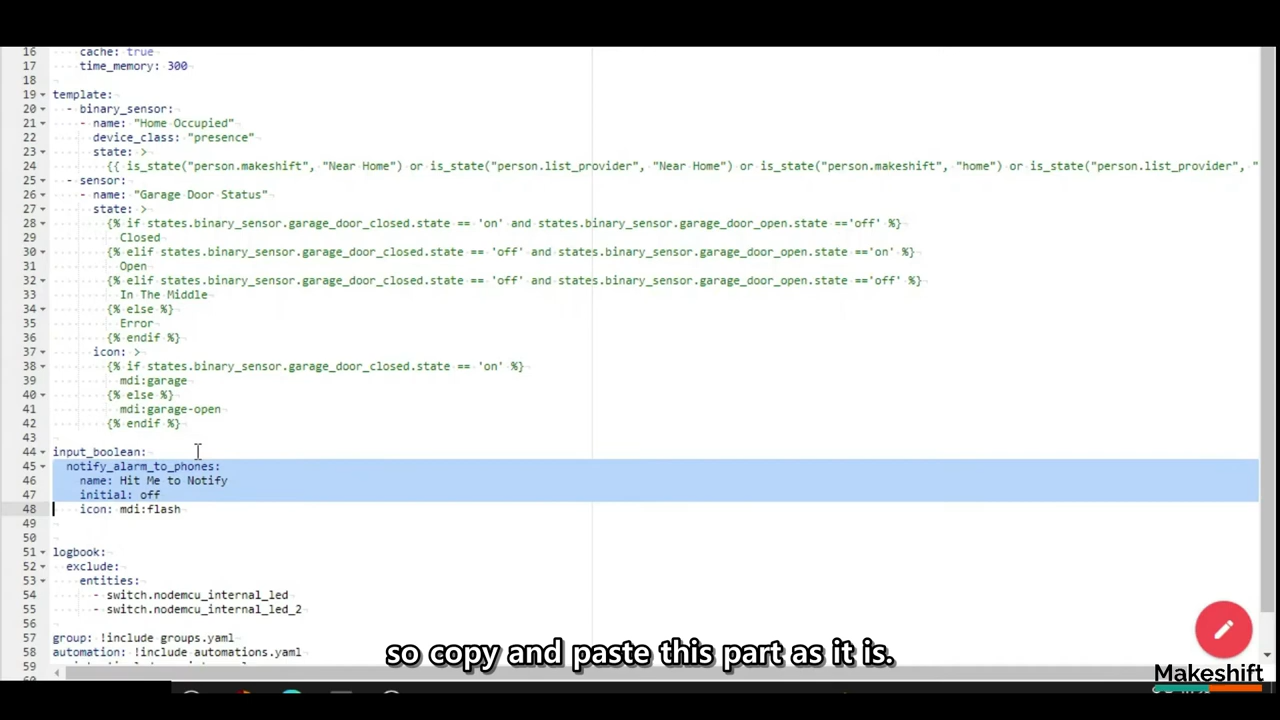 16 cache: true
17 time_memory: 300
18
19 template:
20 - binary_sensor:
21 - name: "Home Occupied"
22 device_class: "presence"
23 state: >
24 {{ is_state("person.makeshift", "Near Home") or is_state("person.list_provider", "Near Home") or is_state("person.makeshift", "home") or is_state("person.list_provider", "
25 - sensor:
26 - name: "Garage Door Status"
27 state: >
28 {% if states.binary_sensor.garage_door_closed.state == 'on' and states.binary_sensor.garage_door_open.state =='off' %}
29 Closed
30 {% elif states.binary_sensor.garage_door_closed.state == 'off' and states.binary_sensor.garage_door_open.state =='on' %}
31 Open
32 {% elif states.binary_sensor.garage_door_closed.state == 'off' and states.binary_sensor.garage_door_open.state =='off' %}
33 In The Middle
34 {% else %}
35 Error
36 {% endif %}
37 icon: >
38 {% if states.binary_sensor.garage_door_closed.state == 'on' %}
39 mdi:garage
40 {% else %}
41 mdi:garage-open
42 {% endif %}
43
44 input_boolean:
45 notify_alarm_to_phones:
46 name: Hit Me to Notify
47 initial: off
48 icon: mdi:flash
49
50
51 logbook:
52 exclude:
53 entities:
54 - switch.nodemcu_internal_led
55 - switch.nodemcu_internal_led_2
56
57 group: !include groups.yaml
58 automation: !include automations.yaml
59
so copy and paste this part as it is.
Makeshift